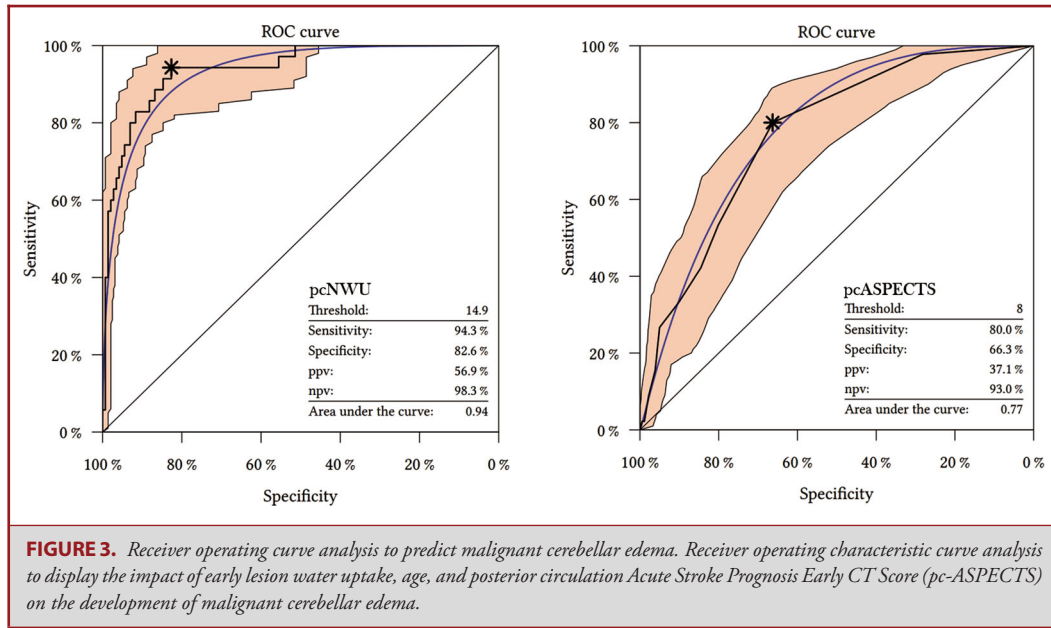 ROC curve
100 %
80 %
60 %
40 %
20 %
0 %
Sensitivity
100 %
80 %
60 %
40 %
20 %
0 %
Specificity
pcNWU
Threshold: 14.9
Sensitivity: 94.3 %
Specificity: 82.6 %
ppv: 56.9 %
npv: 98.3 %
Area under the curve: 0.94
ROC curve
100 %
80 %
60 %
40 %
20 %
0 %
Sensitivity
100 %
80 %
60 %
40 %
20 %
0 %
Specificity
pcASPECTS
Threshold: 8
Sensitivity: 80.0 %
Specificity: 66.3 %
ppv: 37.1 %
npv: 93.0 %
Area under the curve: 0.77
FIGURE 3. Receiver operating curve analysis to predict malignant cerebellar edema. Receiver operating characteristic curve analysis
to display the impact of early lesion water uptake, age, and posterior circulation Acute Stroke Prognosis Early CT Score (pc-ASPECTS)
on the development of malignant cerebellar edema.